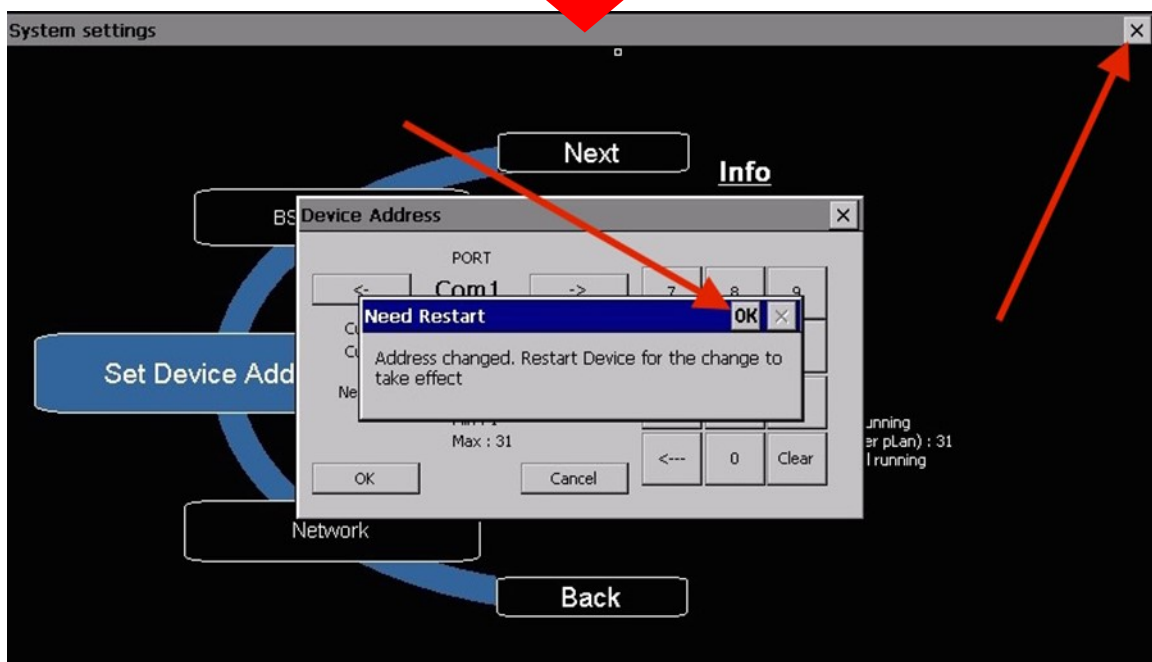 System settings
Next
Info
BS
Device Address
PORT
<- Com1 ->
7 8 9
Need Restart OK
Address changed. Restart Device for the change to
take effect
Set Device Add
Max : 31
<--- 0 Clear
OK Cancel
unning
er pLan) : 31
l running
Network
Back